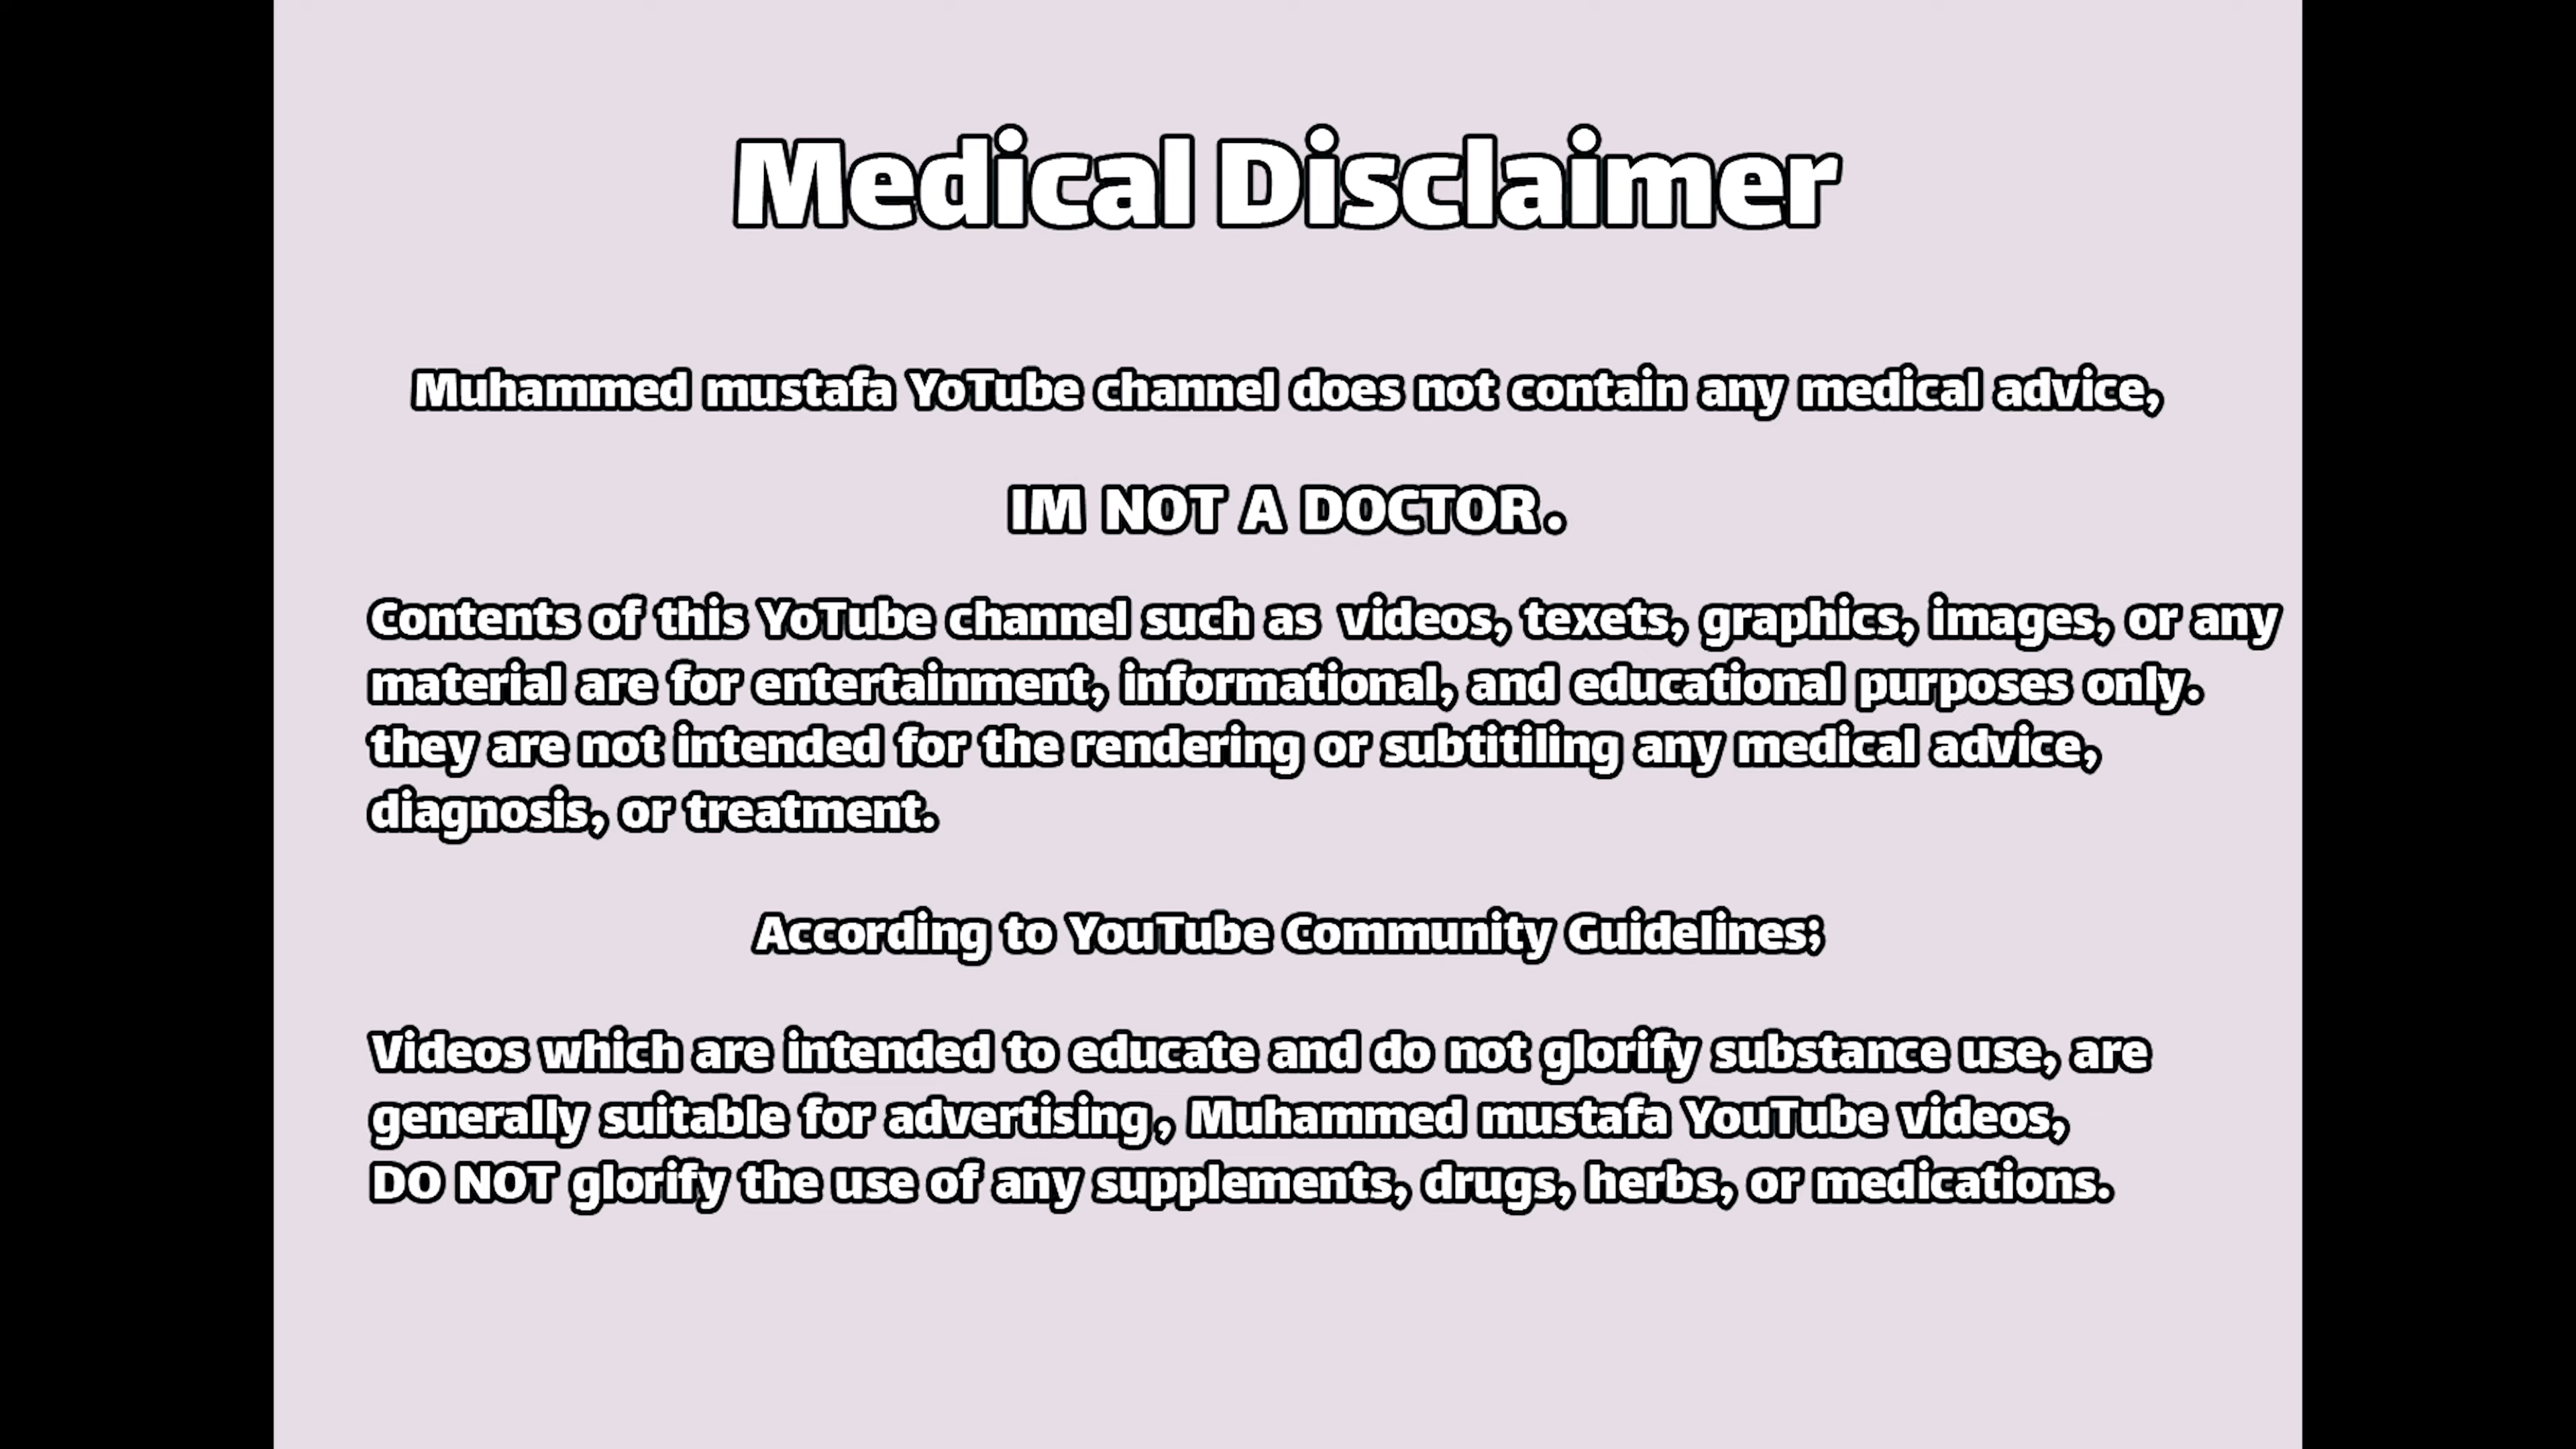 Medical Disclaimer
Muhammed mustafa YoTube channel does not contain any medical advice,
IM NOT A DOCTOR.
Contents of this YoTube channel such as videos, texets, graphics, images, or any
material are for entertainment, informational, and educational purposes only.
they are not intended for the rendering or subtitiling any medical advice,
diagnosis, or treatment.
According to YouTube Community Guidelines;
Videos which are intended to educate and do not glorify substance use, are
generally suitable for advertising, Muhammed mustafa YouTube videos,
DO NOT glorify the use of any supplements, drugs, herbs, or medications.